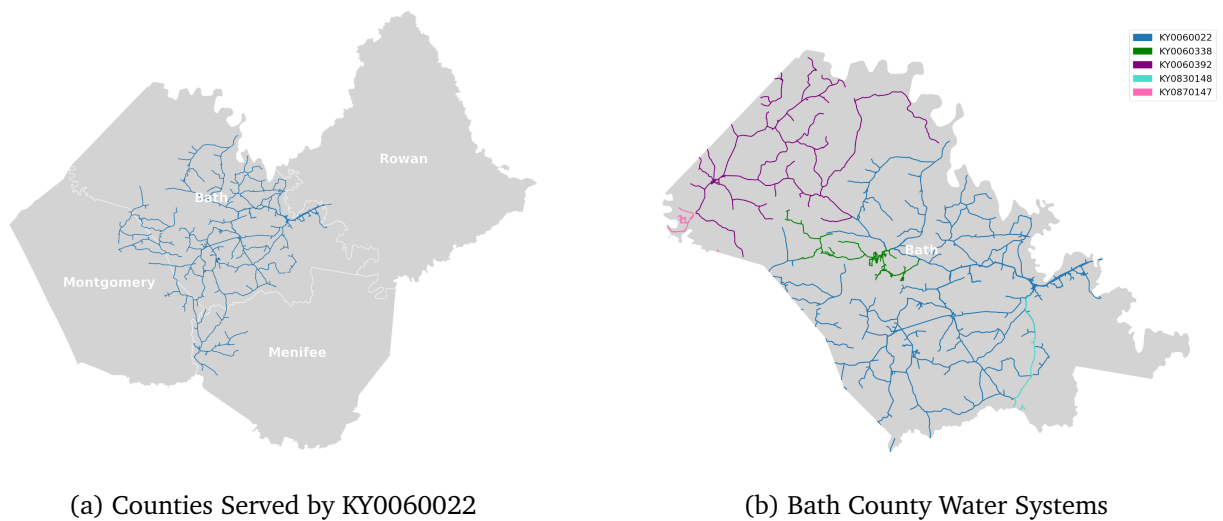 Rowan
Bath
Montgomery
Menifee
KY0060022
KY0060338
KY0060392
KY0830148
KY0870147
Bath
(a) Counties Served by KY0060022
(b) Bath County Water Systems